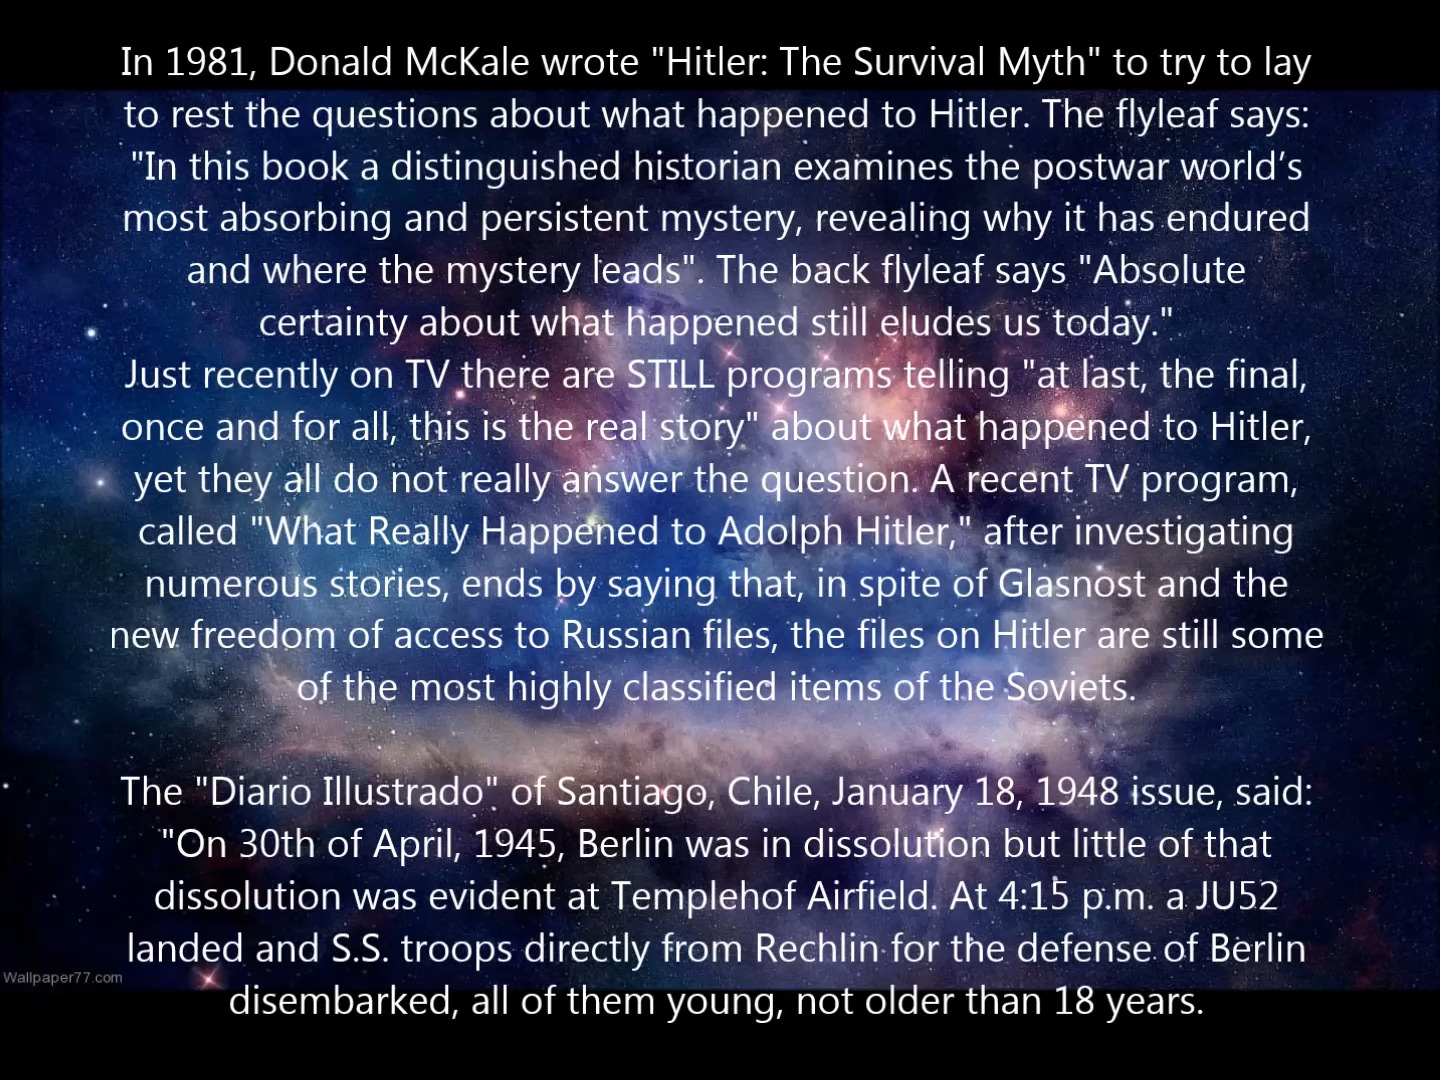 In 1981, Donald McKale wrote "Hitler: The Survival Myth" to try to lay
to rest the questions about what happened to Hitler. The flyleaf says:
"In this book a distinguished historian examines the postwar world’s
most absorbing and persistent mystery, revealing why it has endured
and where the mystery leads". The back flyleaf says "Absolute
certainty about what happened still eludes us today."
Just recently on TV there are STILL programs telling "at last, the final,
once and for all, this is the real story" about what happened to Hitler,
yet they all do not really answer the question. A recent TV program,
called "What Really Happened to Adolph Hitler," after investigating
numerous stories, ends by saying that, in spite of Glasnost and the
new freedom of access to Russian files, the files on Hitler are still some
of the most highly classified items of the Soviets.
The "Diario Illustrado" of Santiago, Chile, January 18, 1948 issue, said:
"On 30th of April, 1945, Berlin was in dissolution but little of that
dissolution was evident at Templehof Airfield. At 4:15 p.m. a JU52
landed and S.S. troops directly from Rechlin for the defense of Berlin
Wallpaper77.com
disembarked, all of them young, not older than 18 years.